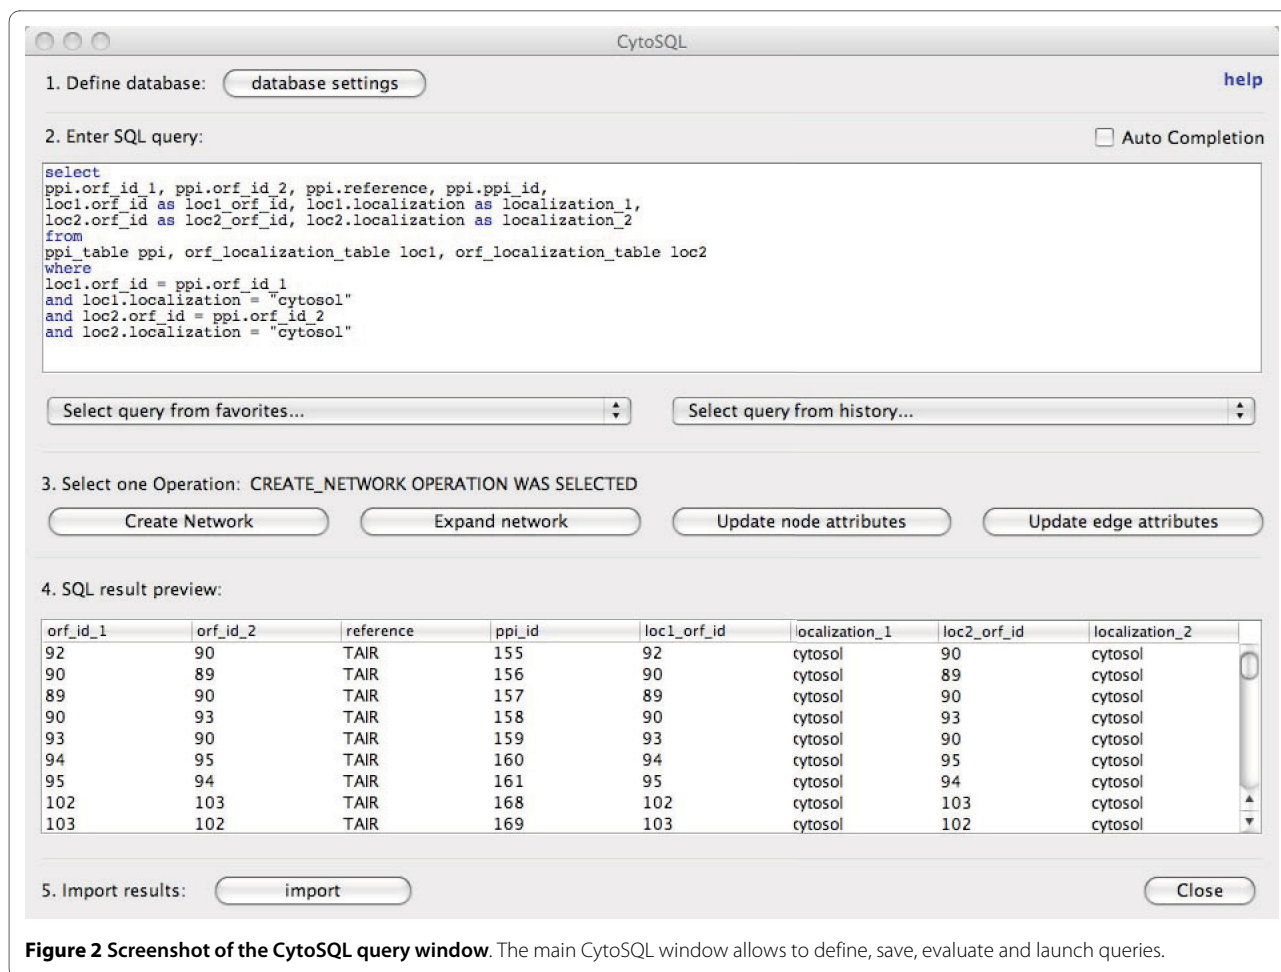 CytoSQL
1. Define database: database settings help
2. Enter SQL query: Auto Completion
select
ppi.orf_id_1, ppi.orf_id_2, ppi.reference, ppi.ppi_id,
loc1.orf_id as loc1_orf_id, loc1.localization as localization_1,
loc2.orf_id as loc2_orf_id, loc2.localization as localization_2
from
ppi_table ppi, orf_localization_table loc1, orf_localization_table loc2
where
loc1.orf_id = ppi.orf_id_1
and loc1.localization = "cytosol"
and loc2.orf_id = ppi.orf_id_2
and loc2.localization = "cytosol"
Select query from favorites... Select query from history...
3. Select one Operation: CREATE_NETWORK OPERATION WAS SELECTED
Create Network Expand network Update node attributes Update edge attributes
4. SQL result preview:
orf_id_1 orf_id_2 reference ppi_id loc1_orf_id localization_1 loc2_orf_id localization_2
92 90 TAIR 155 92 cytosol 90 cytosol
90 89 TAIR 156 90 cytosol 89 cytosol
89 90 TAIR 157 89 cytosol 90 cytosol
90 93 TAIR 158 90 cytosol 93 cytosol
93 90 TAIR 159 93 cytosol 90 cytosol
94 95 TAIR 160 94 cytosol 95 cytosol
95 94 TAIR 161 95 cytosol 94 cytosol
102 103 TAIR 168 102 cytosol 103 cytosol
103 102 TAIR 169 103 cytosol 102 cytosol
5. Import results: import Close
Figure 2 Screenshot of the CytoSQL query window. The main CytoSQL window allows to define, save, evaluate and launch queries.